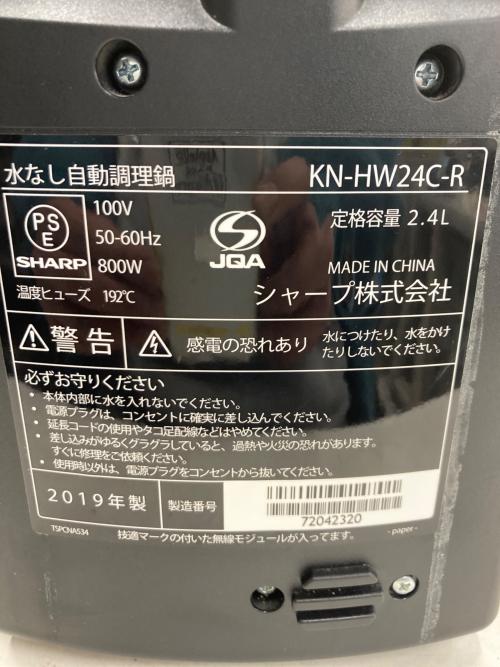 水なし自動調理鍋 KN-HW24C-R
PS
E
SHARP
100V
50-60Hz
800W
JQA
定格容量 2.4L
MADE IN CHINA
温度ヒューズ 192℃
シャープ株式会社
警告
感電の恐れあり
水につけたり、水をかけ
たりしないでください。
必ずお守りください
• 本体内部に水を入れないでください。
• 電源プラグは、コンセントに確実に差し込んでください。
• 延長コードの使用やタコ足配線などはやめてください。
• 差し込みがゆるくグラグラしていると、過熱や火災の恐れがあります。
すぐに修理をご依頼ください。
• 使用時以外は、電源プラグをコンセントから抜いてください。
2019年製
製造番号
72042320
TSPCNA534
技適マークの付いた無線モジュールが入ってます。
- paper -